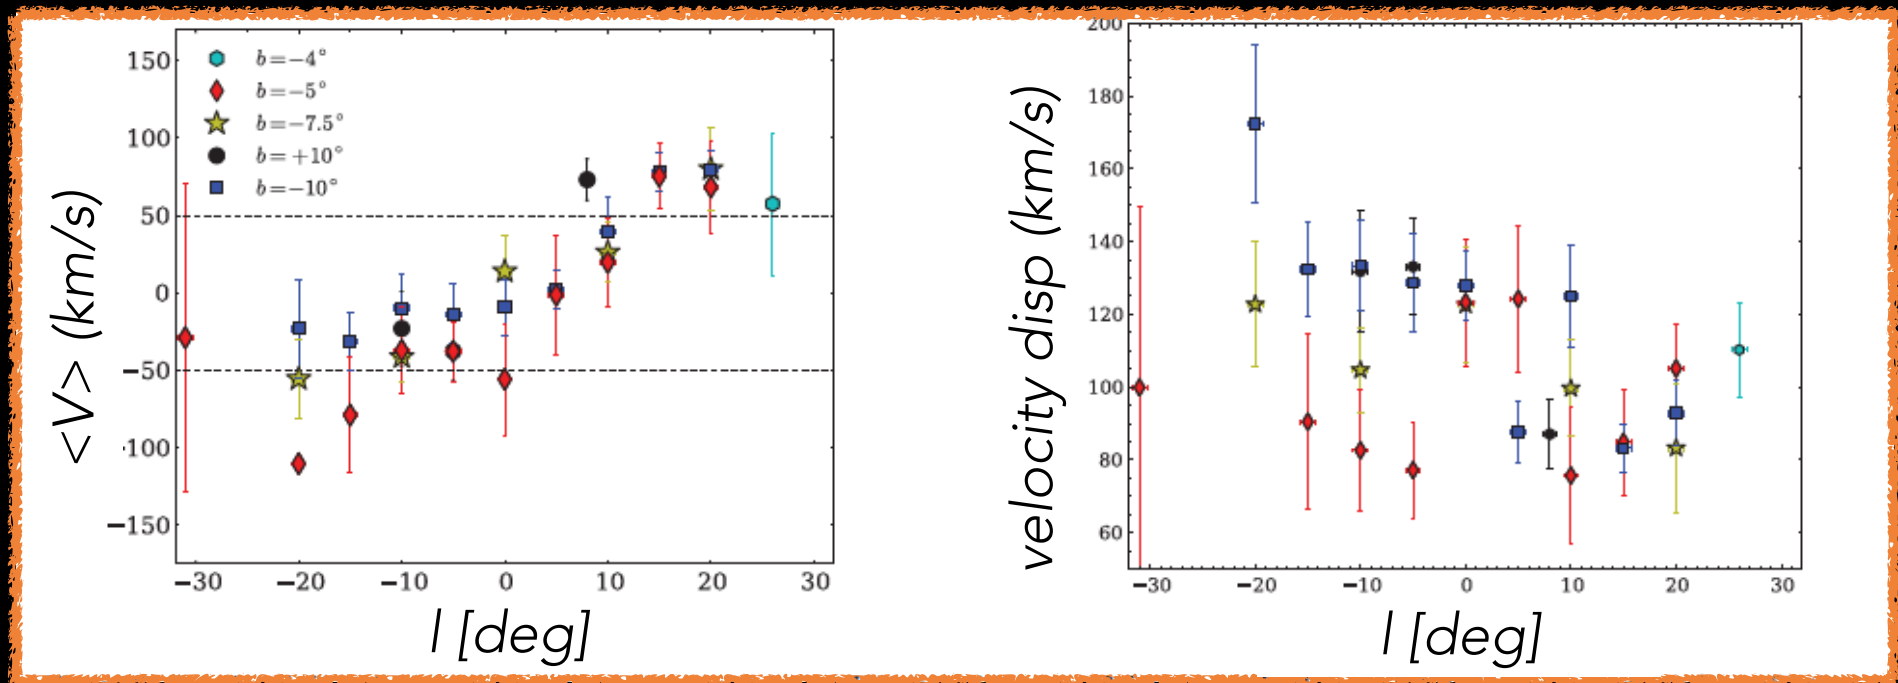 150
100
50
0
−50
-100
−150
b=−4°
b=−5°
b=−7.5°
b=+10°
b=−10°
<V> (km/s)
−30 −20 −10 0 10 20 30
l [deg]
200
180
160
140
120
100
80
60
velocity disp (km/s)
−30 −20 −10 0 10 20 30
l [deg]